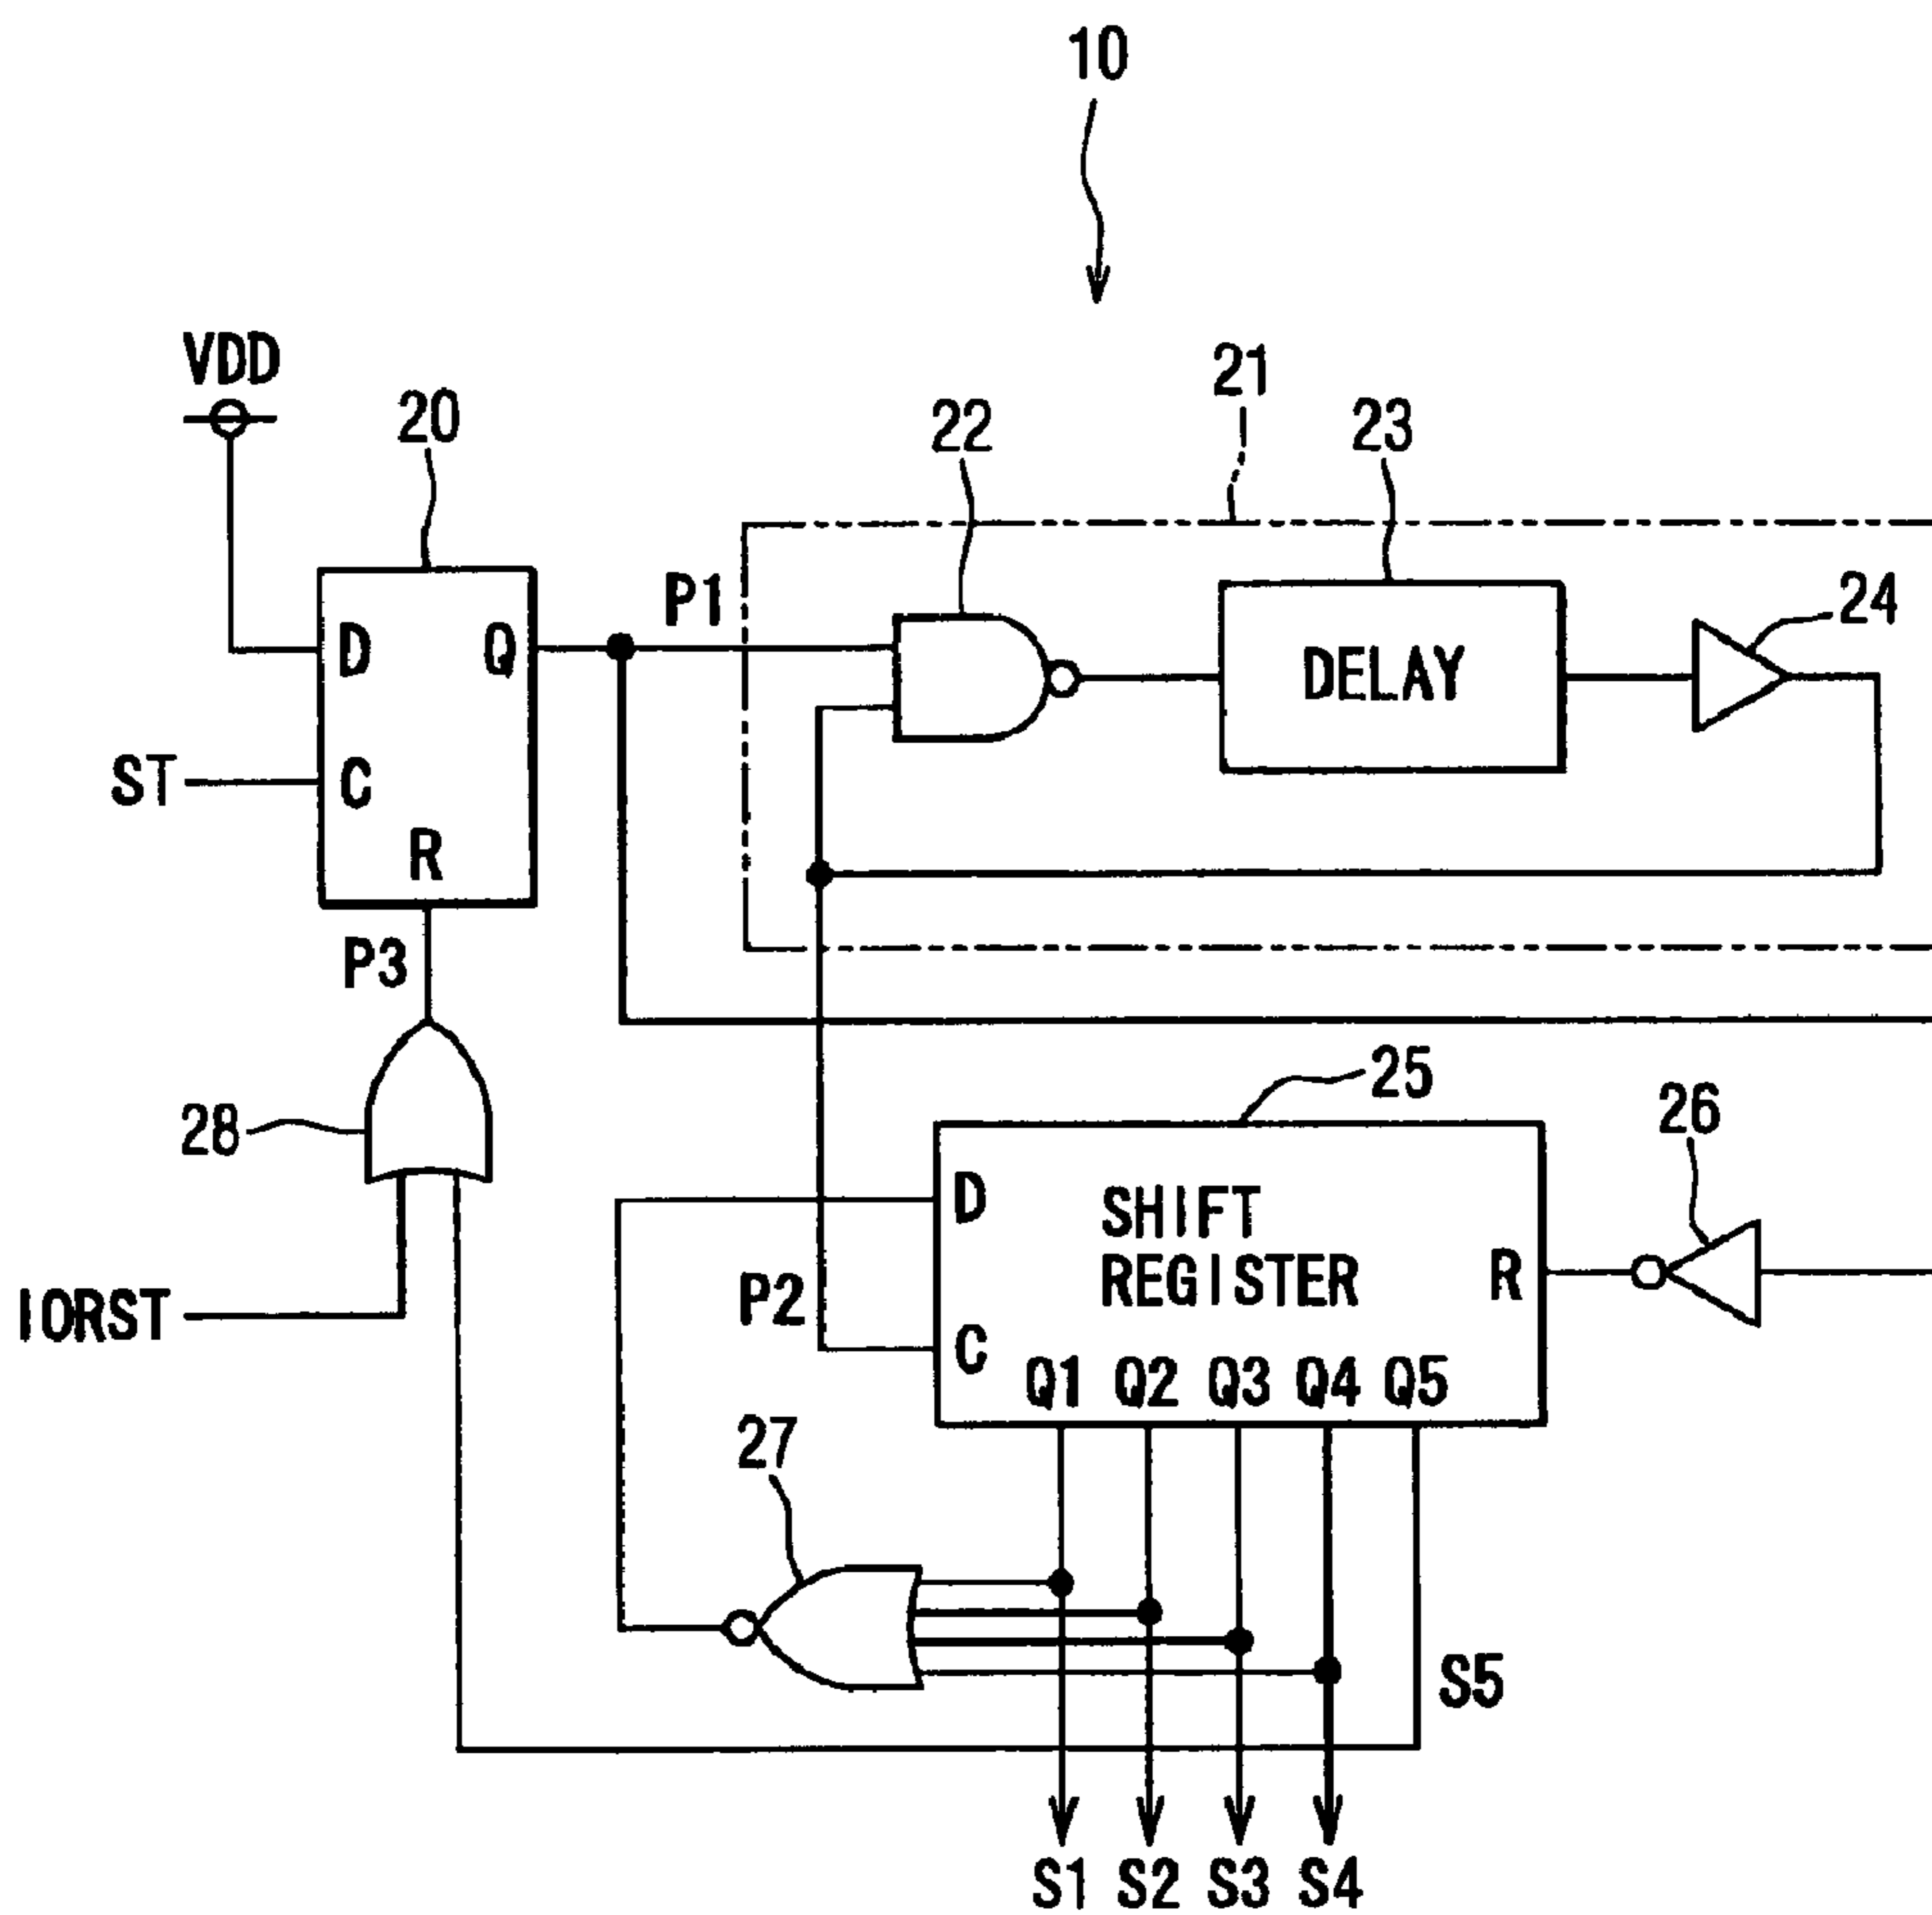 10
VDD
20
21
22
23
24
P1
D
Q
DELAY
ST
C
R
P3
28
25
26
D
SHIFT
REGISTER
R
IORST
P2
C
Q1 Q2 Q3 Q4 Q5
27
S5
S1 S2 S3 S4